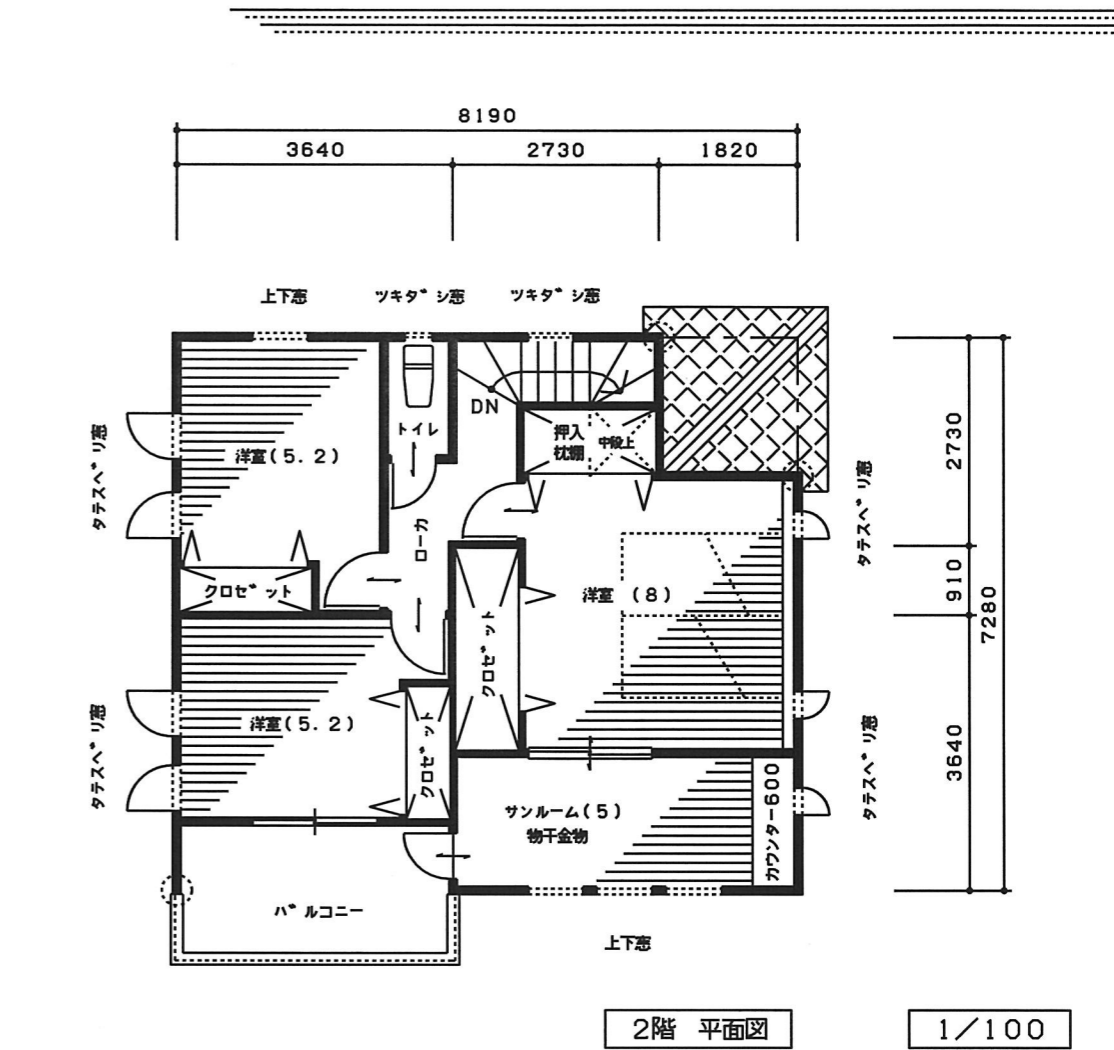 8190
3640
2730
1820
上下窓
ツキダシ窓
ツキダシ窓
DN
トイレ
押入
枕棚
中段上
洋室(5.2)
タテスベリ窓
タテスベリ窓
2730
ローカ
クロゼット
洋室 (8)
クロゼット
910
7280
洋室(5.2)
クロゼット
タテスベリ窓
タテスベリ窓
3640
サンルーム(5)
物干金物
カウンター600
バルコニー
上下窓
2階 平面図
1/100